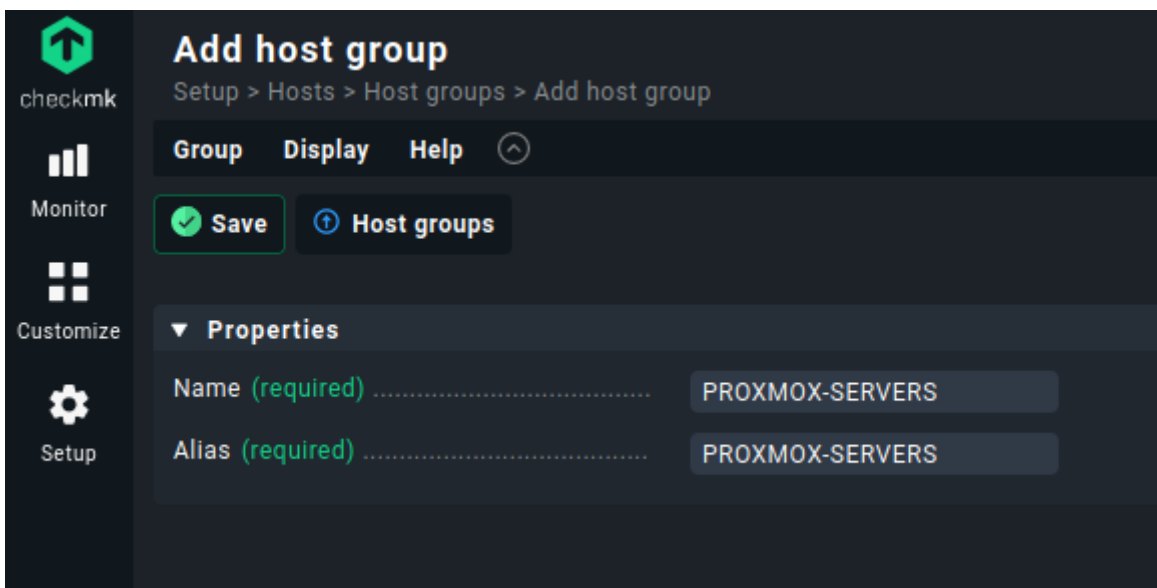 Add host group
Setup > Hosts > Host groups > Add host group
checkmk
Group Display Help
Monitor
Save Host groups
Customize
Properties
Name (required)
PROXMOX-SERVERS
Setup
Alias (required)
PROXMOX-SERVERS